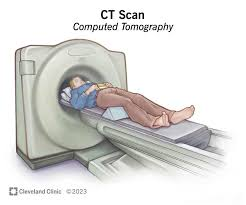 CT Scan
Computed Tomography
Cleveland Clinic ©2023